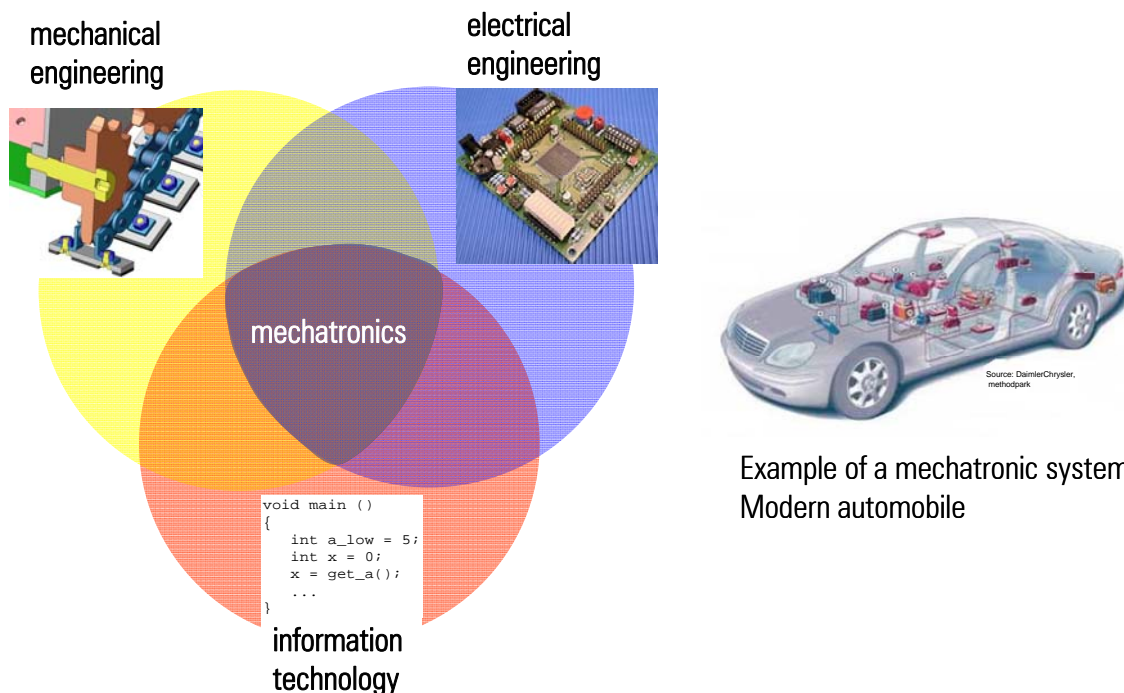 mechanical
engineering
electrical
engineering
mechatronics
void main ()
{
int a_low = 5;
int x = 0;
x = get_a();
...
}
information
technology
Source: DaimlerChrysler,
methodpark
Example of a mechatronic system
Modern automobile